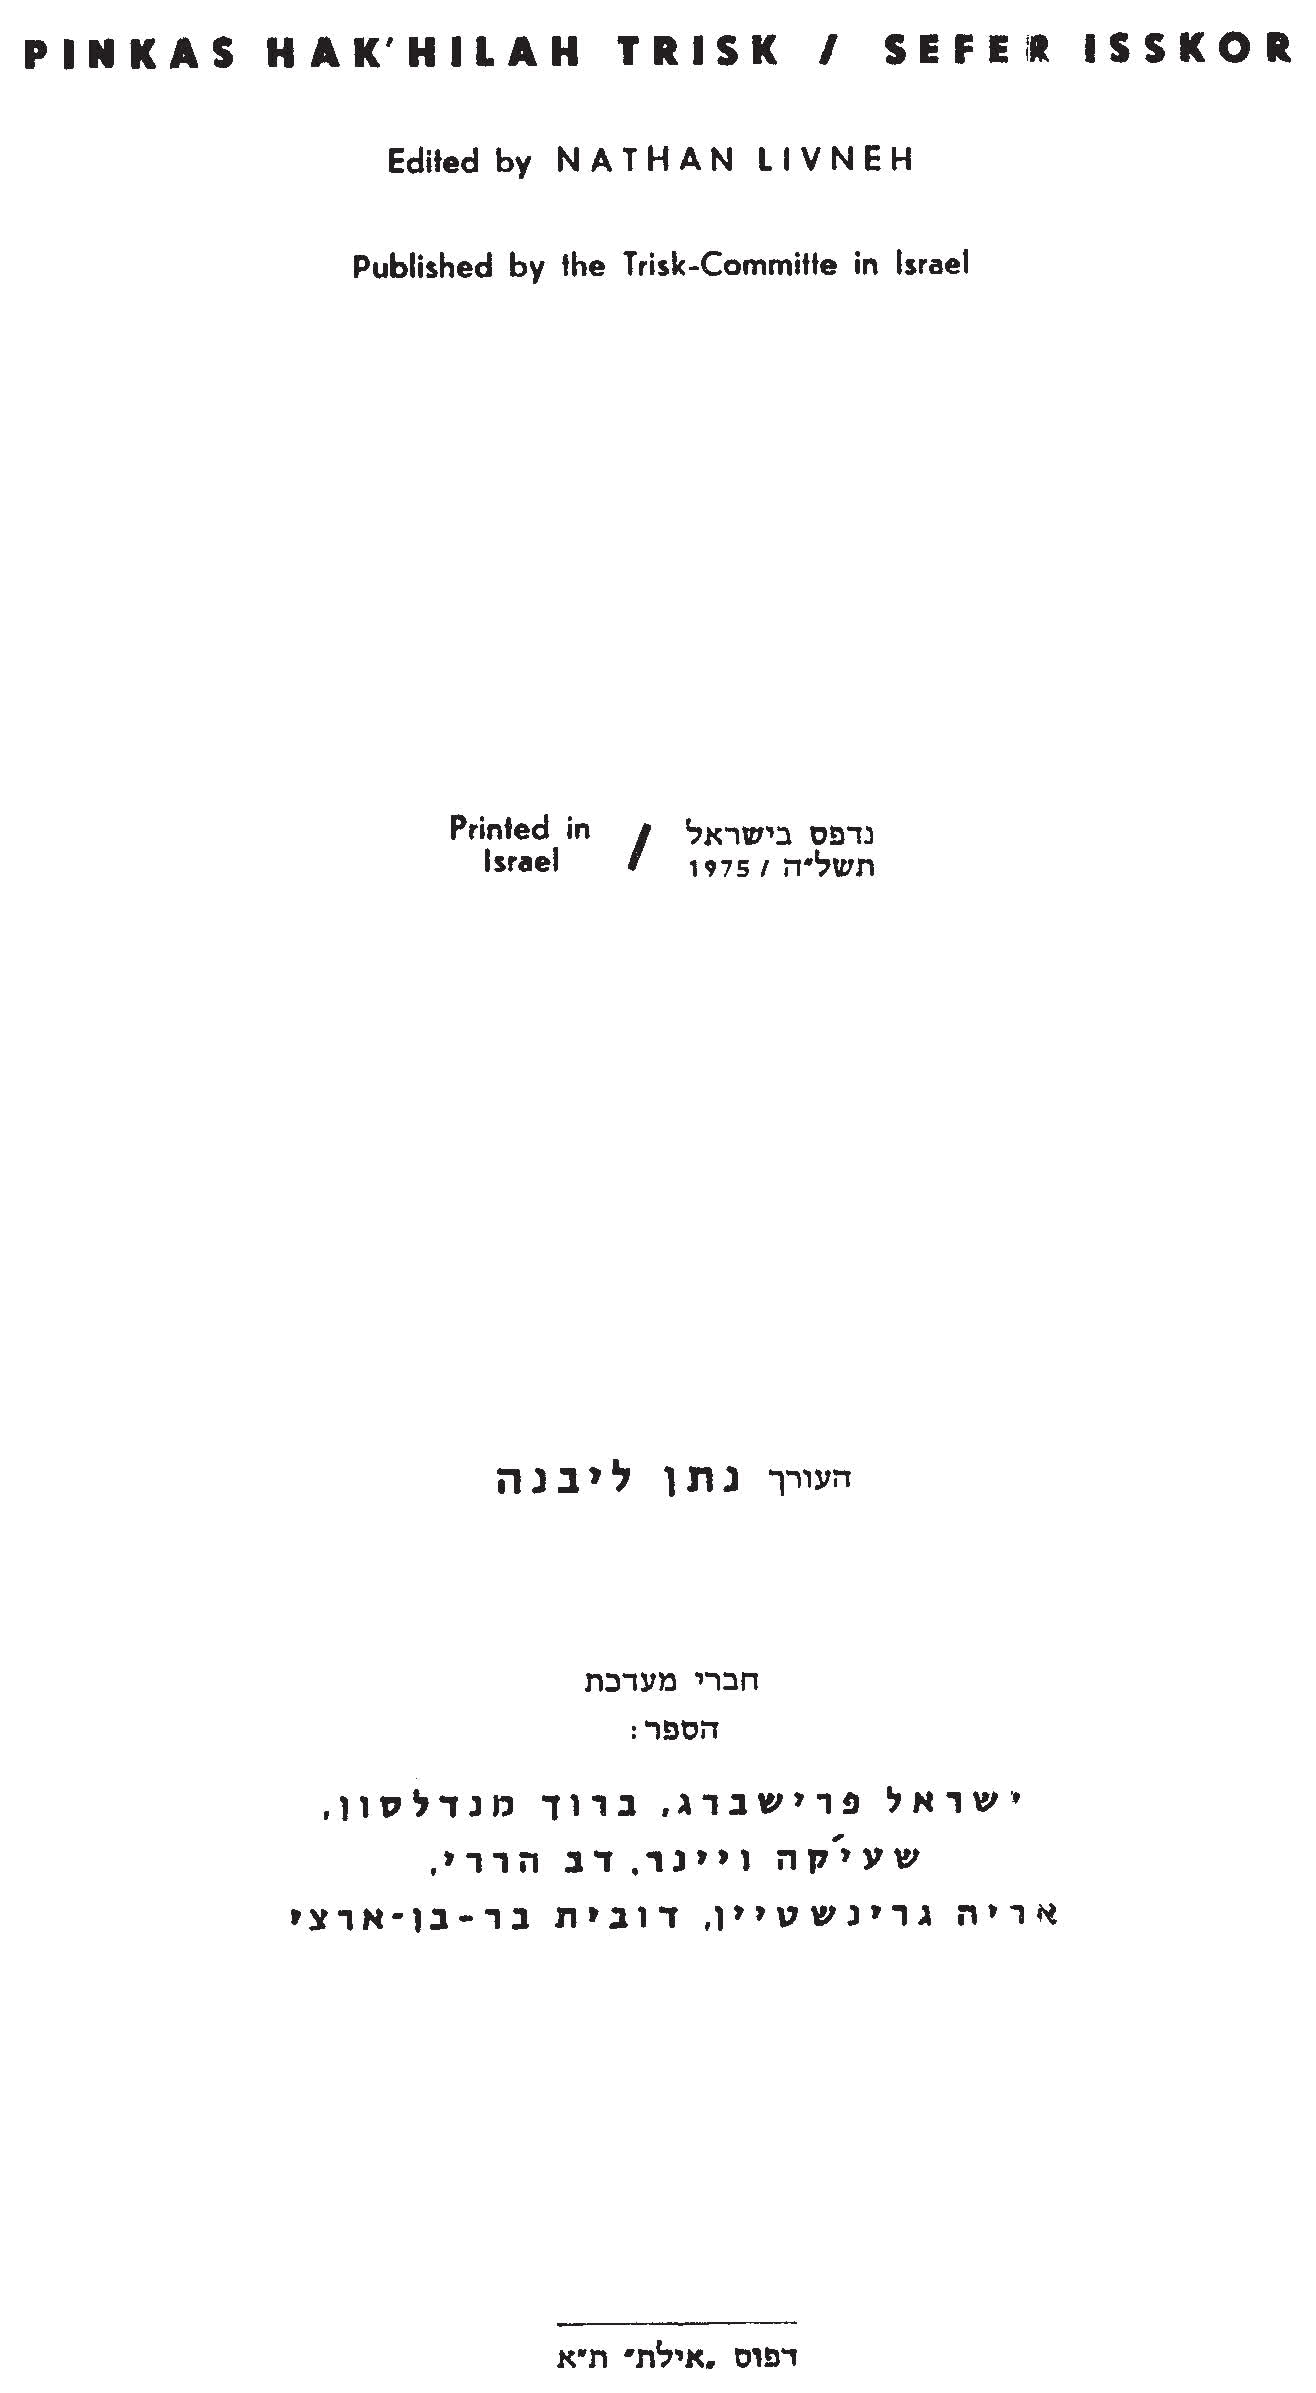 PINKAS HAK'HILAH TRISK / SEFER ISSKOR
Edited by NATHAN LIVNEH
Published by the Trisk-Committe in Israel
Printed in
Israel
/
נדפס בישראל
תשל״ה / 1975
העורך נתן ליבנה
חברי מערכת
הספר:
ישראל פרישברג, ברוך מנדלסון,
שעי׳קה ויינר, דב הררי,
אריה גרינשטיין, דובית בר-בן-ארצי
דפוס „אילת״ ת״א